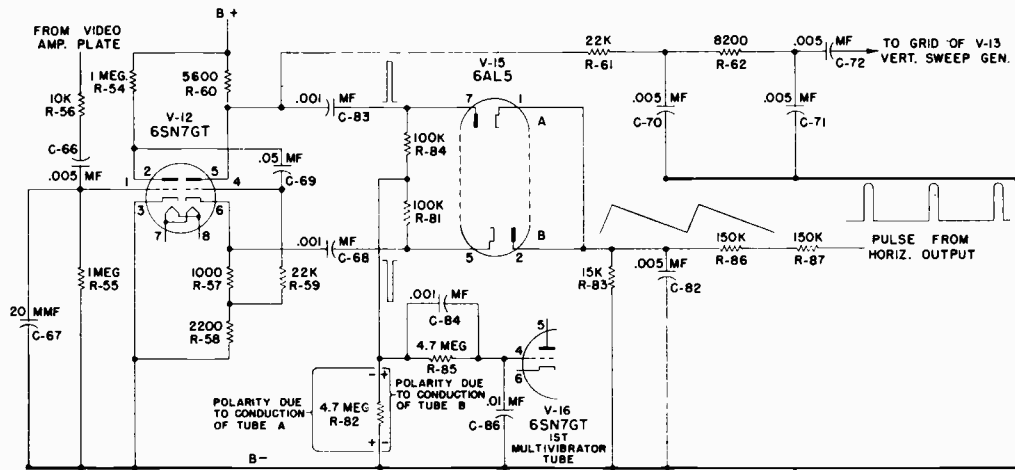 B+
FROM VIDEO
AMP. PLATE
10K
R-56
C-66
.005 MF
1 MEG.
R-54
5600
R-60
V-12
6SN7GT
1
2
5
4
3
6
7
8
.05 MF
C-69
20 MMF
C-67
1MEG
R-55
1000
R-57
2200
R-58
22K
R-59
.001 MF
C-83
.001 MF
C-68
V-15
6AL5
7
1
A
100K
R-84
100K
R-81
B
5
2
22K
R-61
8200
R-62
.005 MF
C-72
TO GRID OF V-13
VERT. SWEEP GEN.
.005 MF
C-70
.005 MF
C-71
PULSE FROM
HORIZ. OUTPUT
150K
R-86
150K
R-87
15K
R-83
.005 MF
C-82
.001 MF
C-84
4.7 MEG
R-85
5
4
6
V-16
6SN7GT
1ST
MULTIVIBRATOR
TUBE
.01 MF
C-86
POLARITY DUE
TO CONDUCTION
OF TUBE B
POLARITY DUE
TO CONDUCTION
OF TUBE A
- - +
4.7 MEG
R-82
+ -
B-